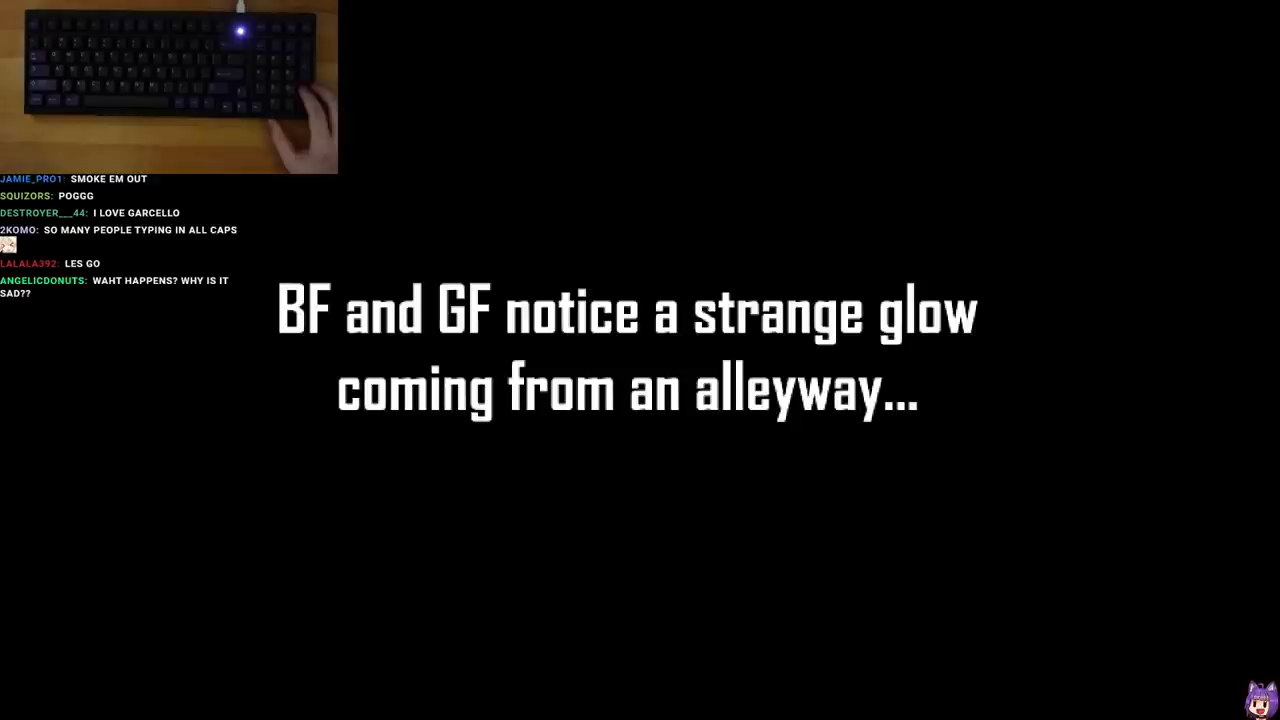 JAMIE_PRO1: SMOKE EM OUT
SQUIZORS: POGGG
DESTROYER___44: I LOVE GARCELLO
2KOMO: SO MANY PEOPLE TYPING IN ALL CAPS
LALALA392: LES GO
ANGELICDONUTS: WAHT HAPPENS? WHY IS IT
SAD??
BF and GF notice a strange glow
coming from an alleyway...